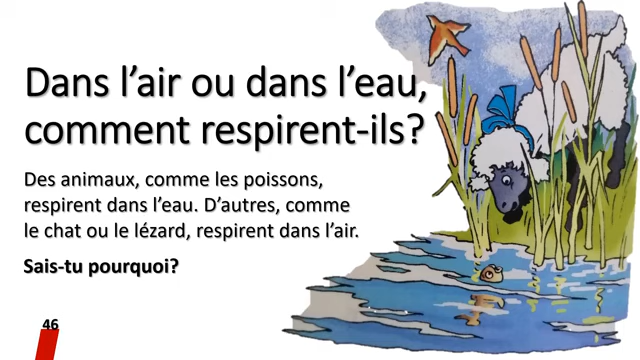 Dans l’air ou dans l’eau,
comment respirent-ils?
Des animaux, comme les poissons,
respirent dans l’eau. D’autres, comme
le chat ou le lézard, respirent dans l’air.
Sais-tu pourquoi?
46